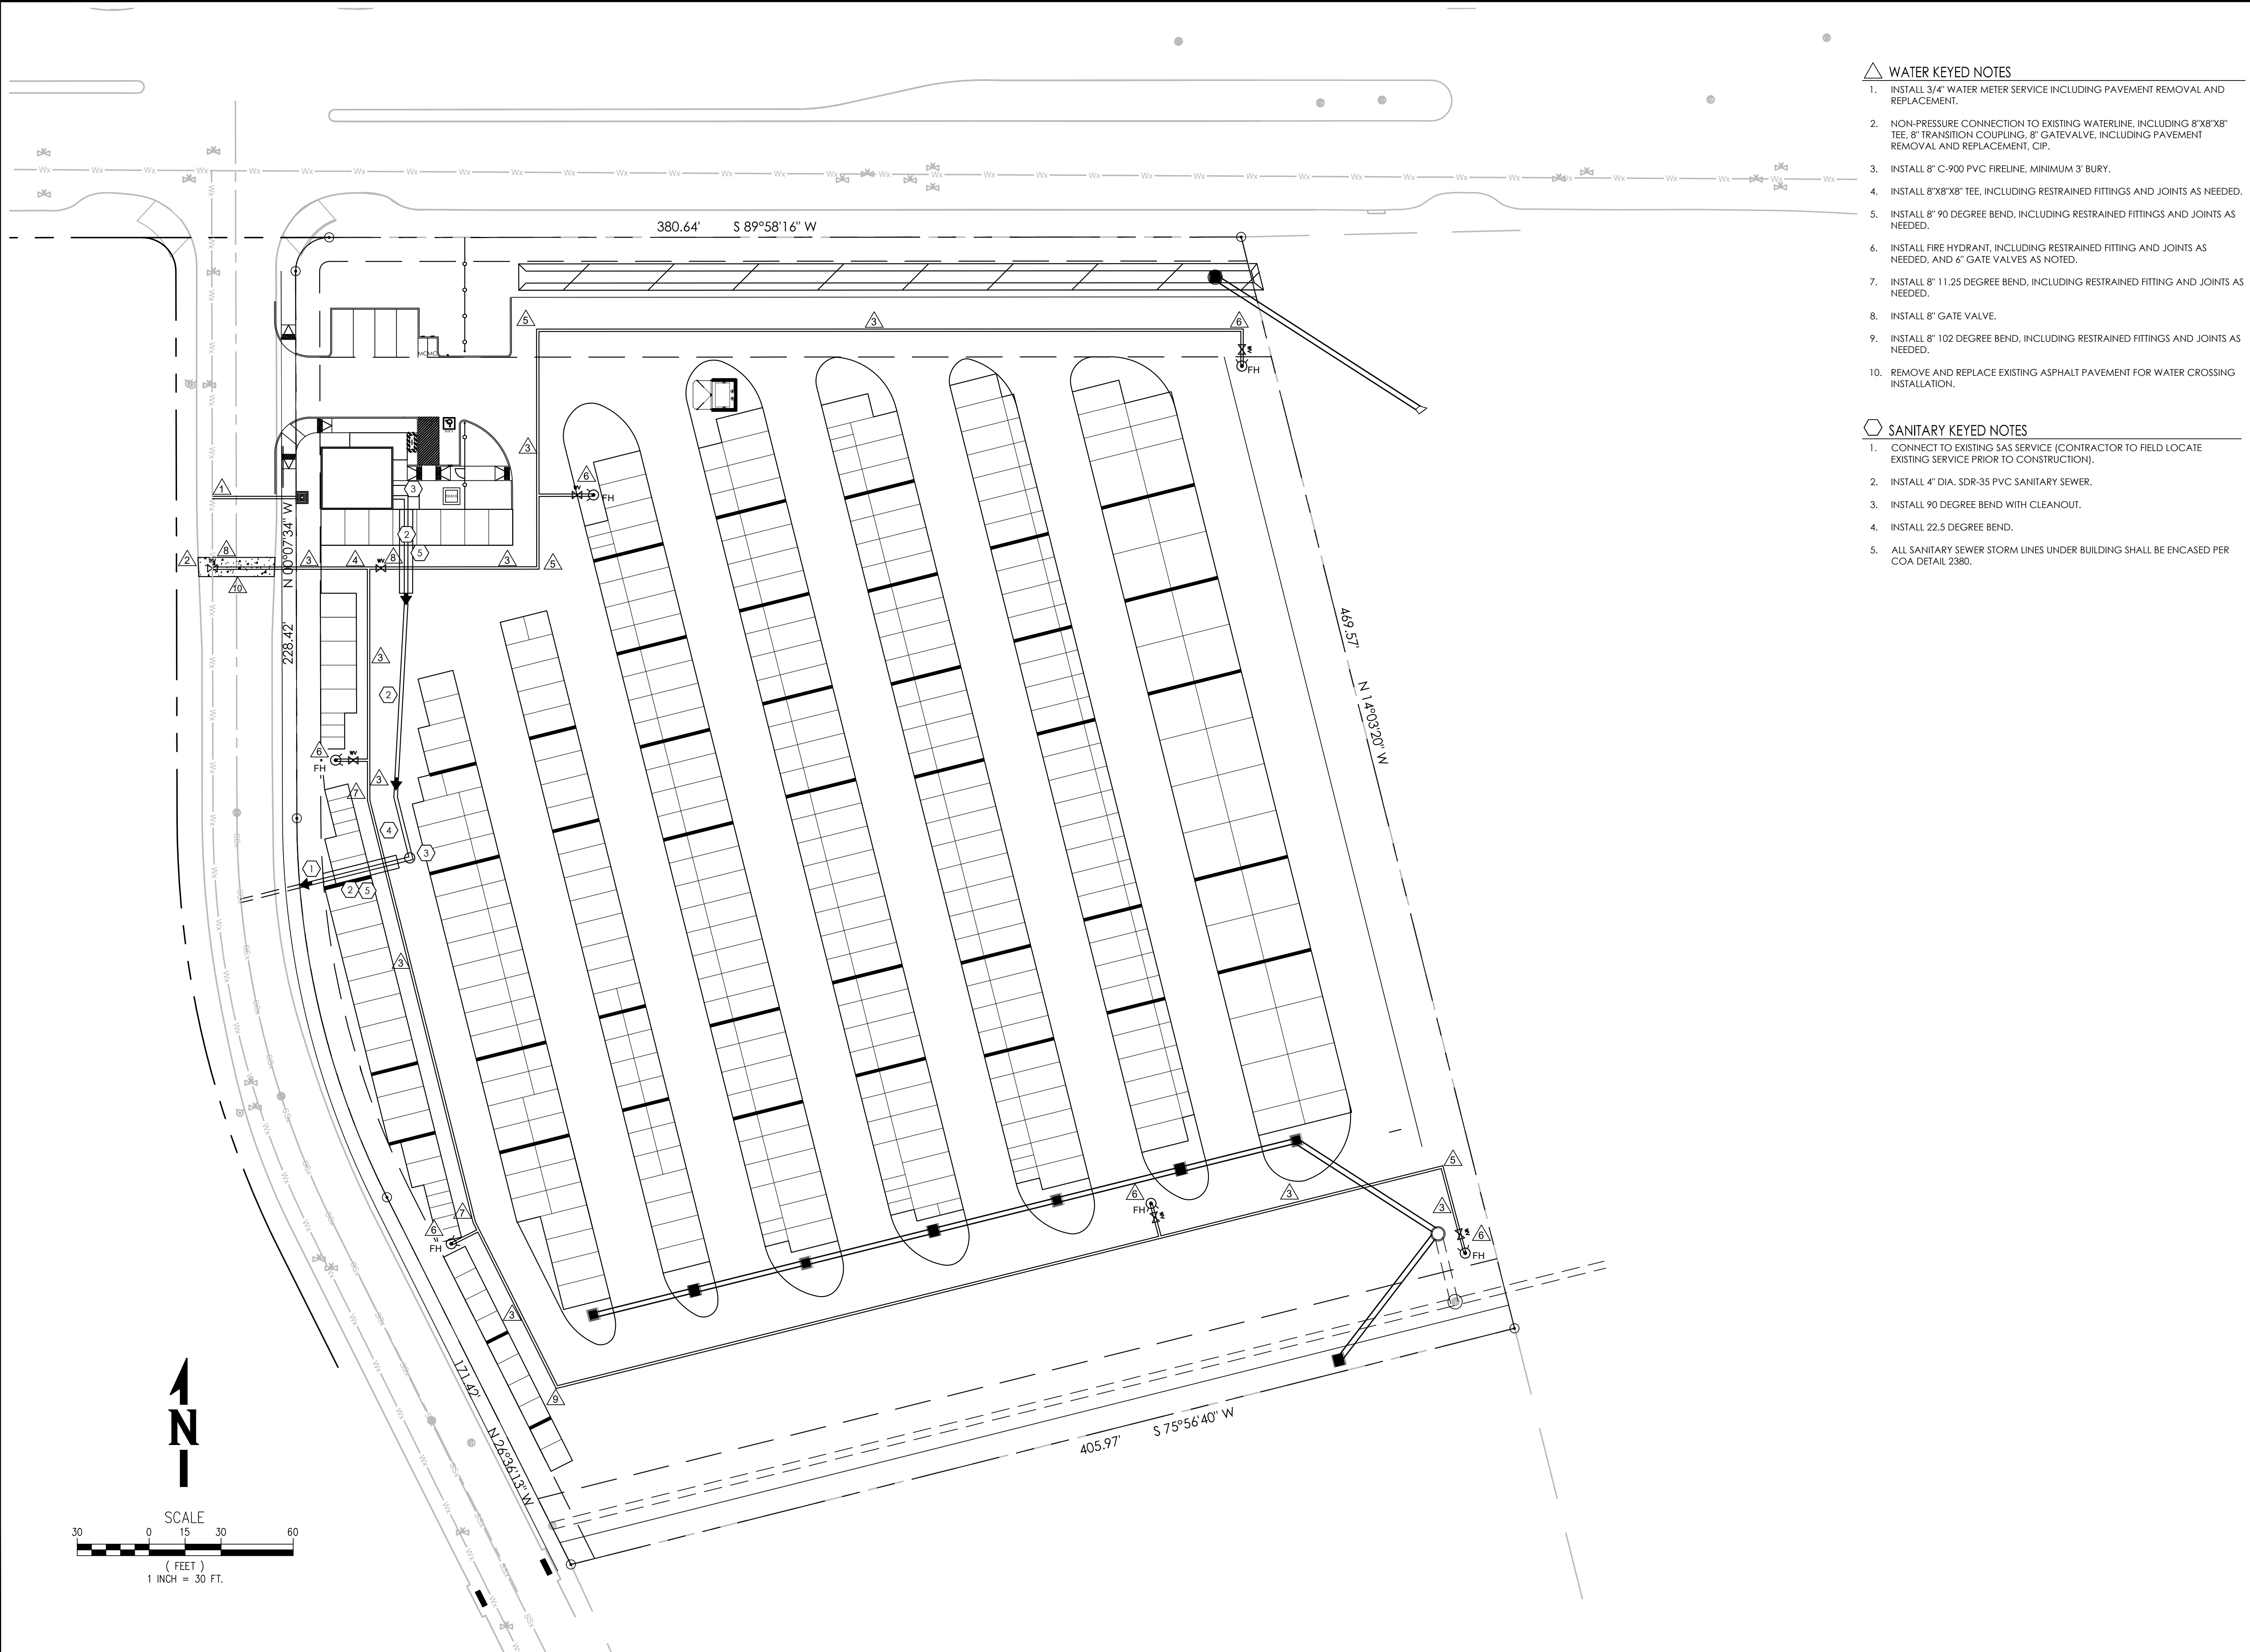 WATER KEYED NOTES
1. INSTALL 3/4" WATER METER SERVICE INCLUDING PAVEMENT REMOVAL AND
REPLACEMENT.
2. NON-PRESSURE CONNECTION TO EXISTING WATERLINE, INCLUDING 8"X8"X8"
TEE, 8" TRANSITION COUPLING, 8" GATEVALVE, INCLUDING PAVEMENT
REMOVAL AND REPLACEMENT, CIP.
3. INSTALL 8" C-900 PVC FIRELINE, MINIMUM 3' BURY.
4. INSTALL 8"X8"X8" TEE, INCLUDING RESTRAINED FITTINGS AND JOINTS AS NEEDED.
5. INSTALL 8" 90 DEGREE BEND, INCLUDING RESTRAINED FITTINGS AND JOINTS AS
NEEDED.
6. INSTALL FIRE HYDRANT, INCLUDING RESTRAINED FITTING AND JOINTS AS
NEEDED, AND 6" GATE VALVES AS NOTED.
7. INSTALL 8" 11.25 DEGREE BEND, INCLUDING RESTRAINED FITTING AND JOINTS AS
NEEDED.
8. INSTALL 8" GATE VALVE.
9. INSTALL 8" 102 DEGREE BEND, INCLUDING RESTRAINED FITTINGS AND JOINTS AS
NEEDED.
10. REMOVE AND REPLACE EXISTING ASPHALT PAVEMENT FOR WATER CROSSING
INSTALLATION.
SANITARY KEYED NOTES
1. CONNECT TO EXISTING SAS SERVICE (CONTRACTOR TO FIELD LOCATE
EXISTING SERVICE PRIOR TO CONSTRUCTION).
2. INSTALL 4" DIA. SDR-35 PVC SANITARY SEWER.
3. INSTALL 90 DEGREE BEND WITH CLEANOUT.
4. INSTALL 22.5 DEGREE BEND.
5. ALL SANITARY SEWER STORM LINES UNDER BUILDING SHALL BE ENCASED PER
COA DETAIL 2380.
380.64' S 89°58'16" W
N 00°07'34" W
228.42'
469.57'
N 14°03'20" W
171.42'
N 26°36'13" W
405.97' S 75°56'40" W
FH
FH
FH
FH
FH
FH
N
SCALE
30 0 15 30 60
( FEET )
1 INCH = 30 FT.